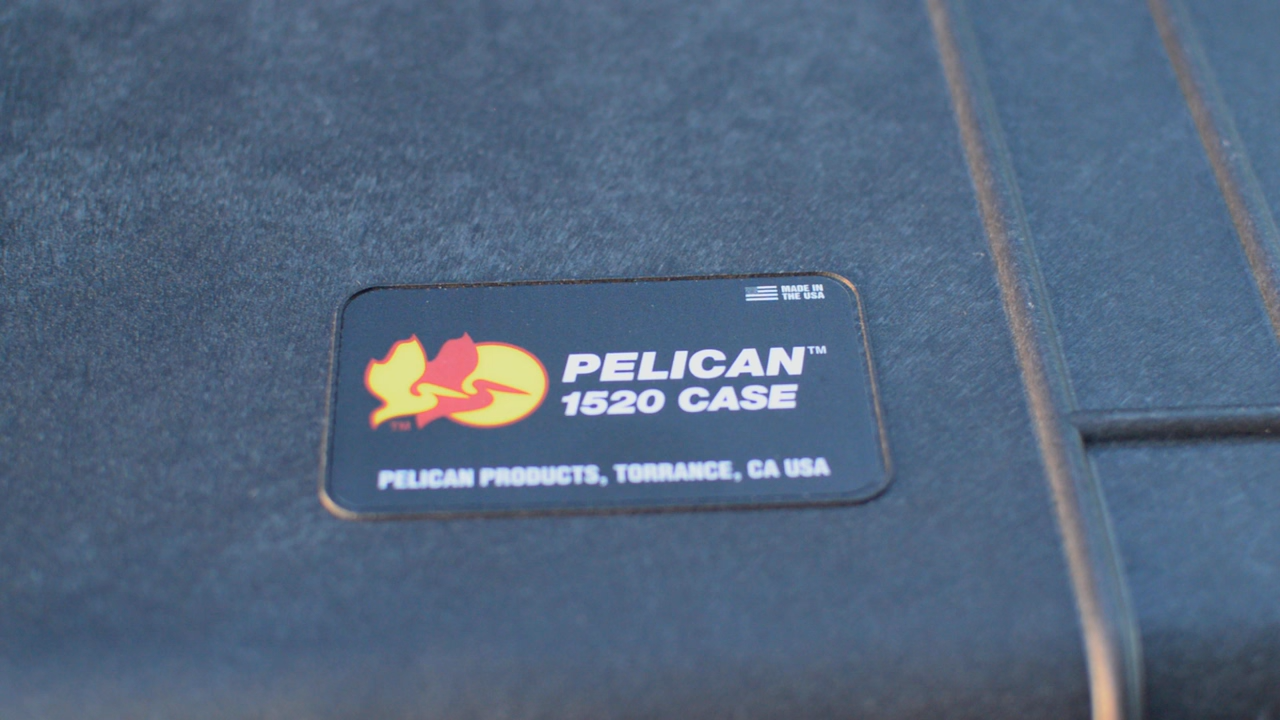 MADE IN
THE USA
PELICAN™
1520 CASE
TM
PELICAN PRODUCTS, TORRANCE, CA USA